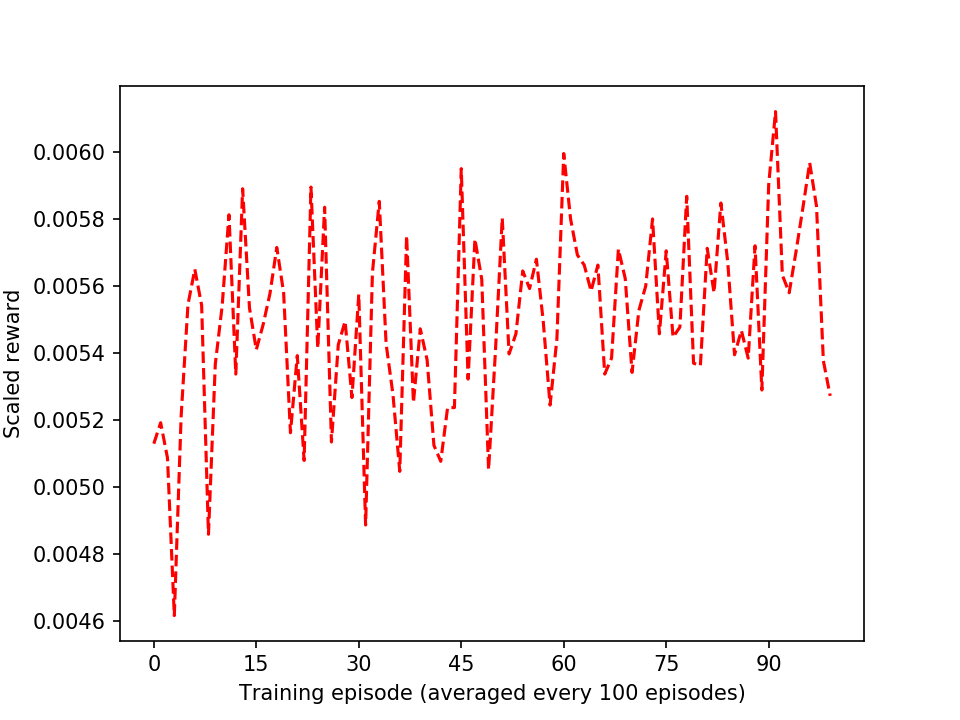 0.0060
0.0058
0.0056
0.0054
0.0052
0.0050
0.0048
0.0046
Scaled reward
0 15 30 45 60 75 90
Training episode (averaged every 100 episodes)